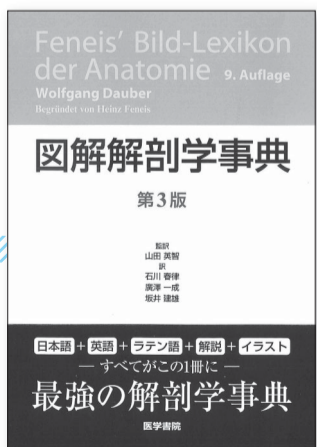 Feneis' Bild-Lexikon
der Anatomie 9. Auflage
Wolfgang Dauber
Begründet von Heinz Feneis
図解解剖学事典
第3版
監訳
山田 英智
訳
石川 春律
廣澤 一成
坂井 建雄
日本語 + 英語 + ラテン語 + 解説 + イラスト
— すべてがこの1冊に —
最強の解剖学事典
医学書院